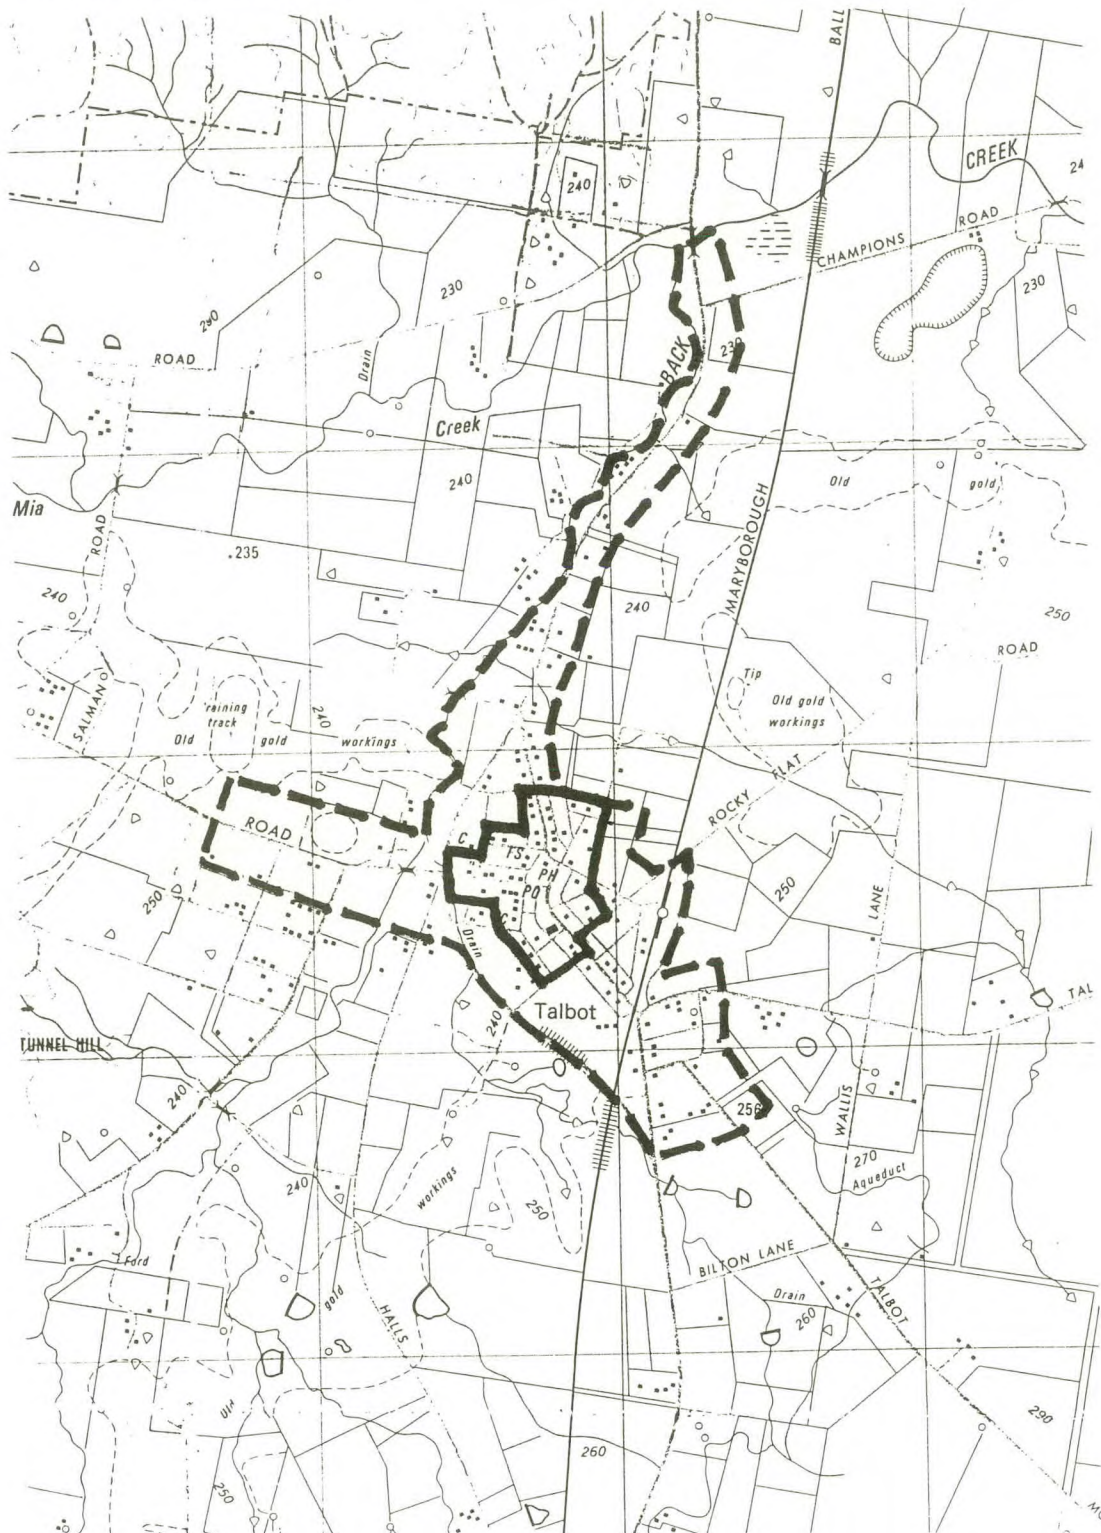 BALL
CREEK
24
240
ROAD
CHAMPIONS
230
230
230
BACK
ROAD
Drain
Creek
240
Old
gold
Mia
ROAD
MARYBOROUGH
.235
240
240
250
ROAD
Tip
SALMAN
raining
track
240
Old gold
workings
Old
gold
workings
FLAT
ROCKY
ROAD
C
TS
PH
PO
250
250
LANE
Drain
240
Talbot
TAL
TUNNEL HILL
240
256
WALLIS
270
Aqueduct
240
workings
250
Ford
BILTON LANE
gold
HALLS
Drain
260
TALBOT
Old
290
260
250